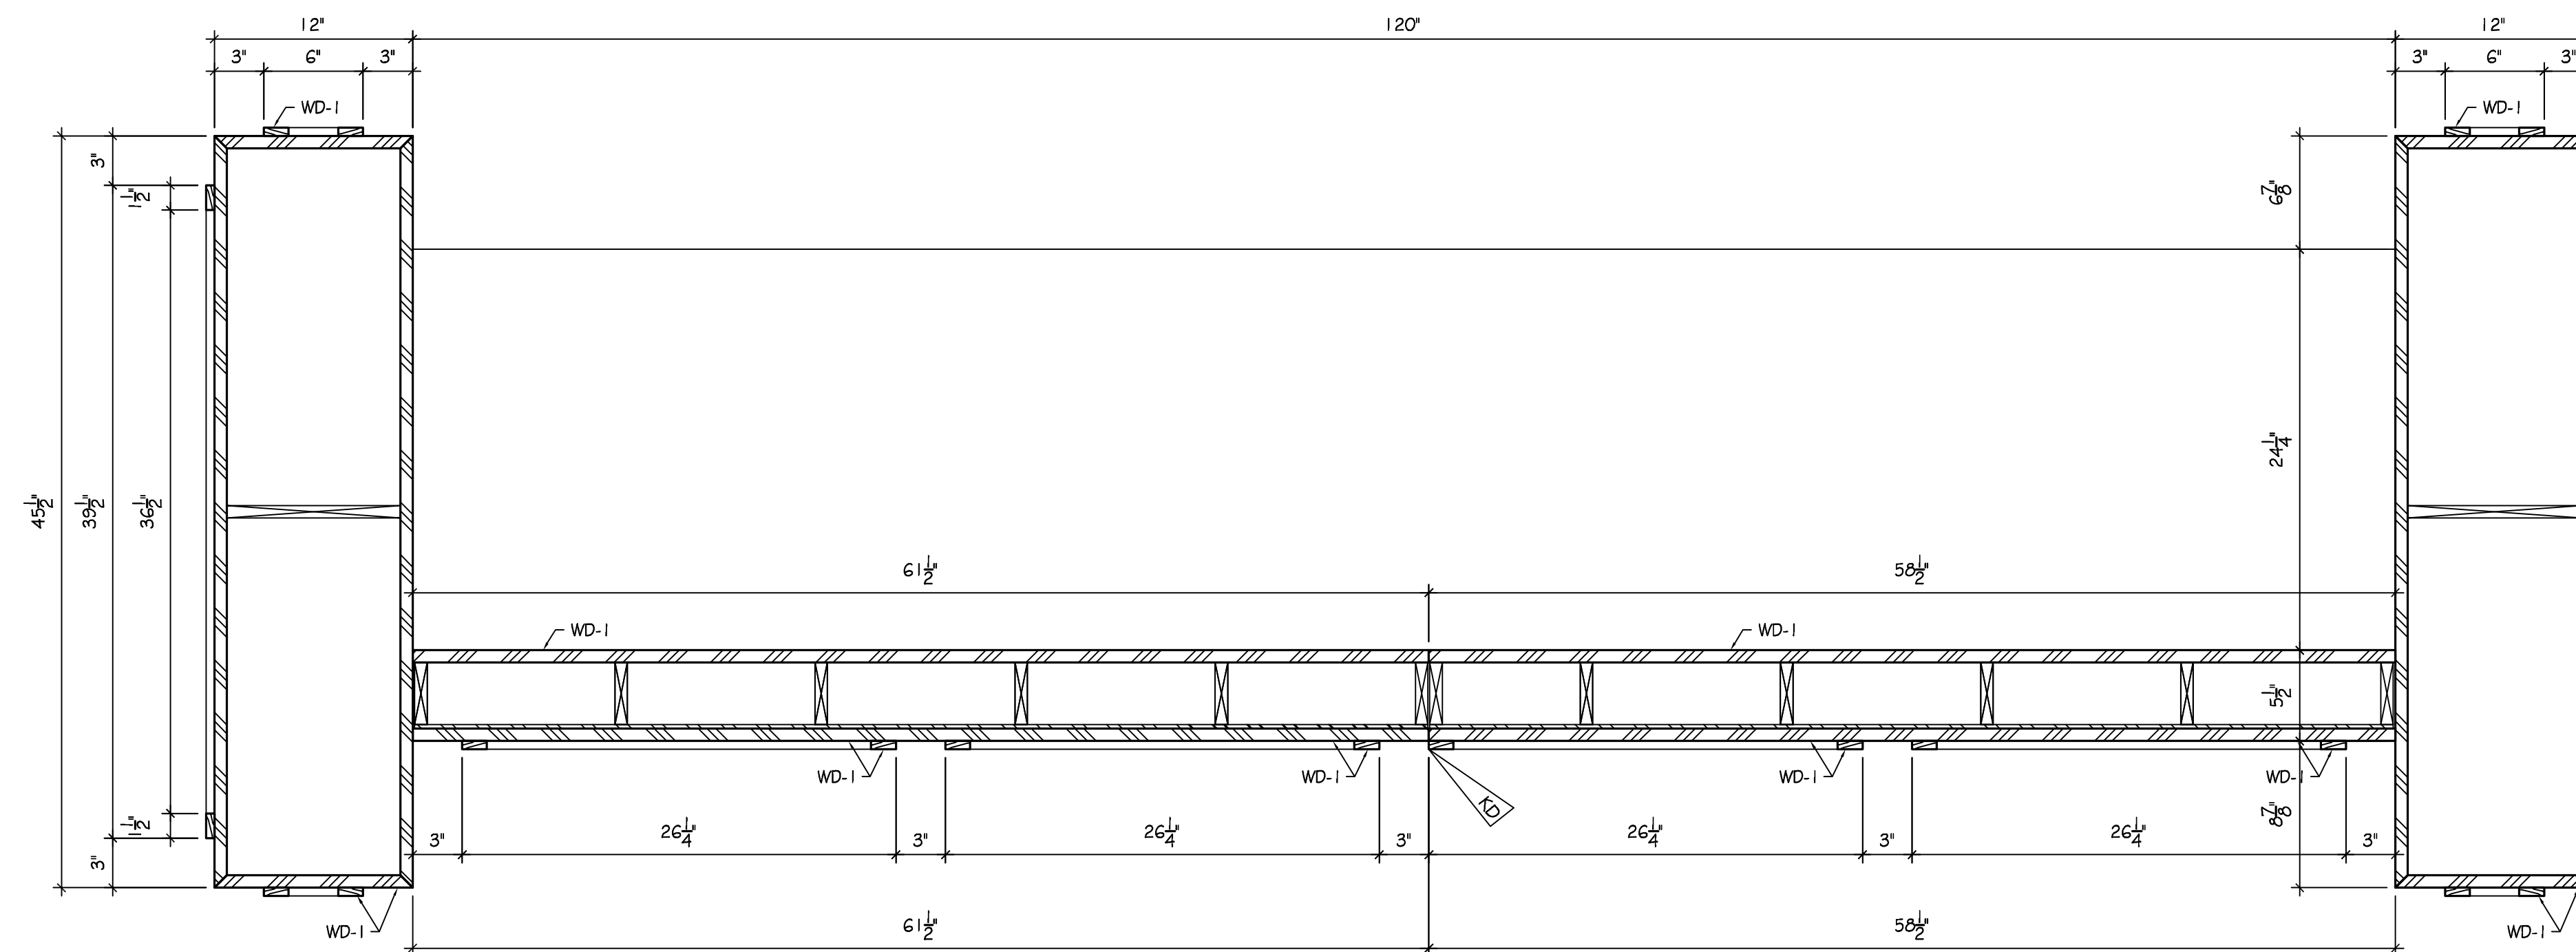 12" 120" 12"
3" 6" 3" 3" 6" 3"
WD-1 WD-1
3"
1 1/2"
6 7/8"
24 1/4"
45 1/2" 39 1/2" 36 1/2"
61 1/2" 58 1/2"
WD-1 WD-1
5 1/2"
WD-1 WD-1 WD-1 WD-1
KD
8 7/8"
1 1/2"
3" 26 1/4" 3" 26 1/4" 3" 26 1/4" 3" 26 1/4" 3"
3"
61 1/2" 58 1/2"
WD-1 WD-1